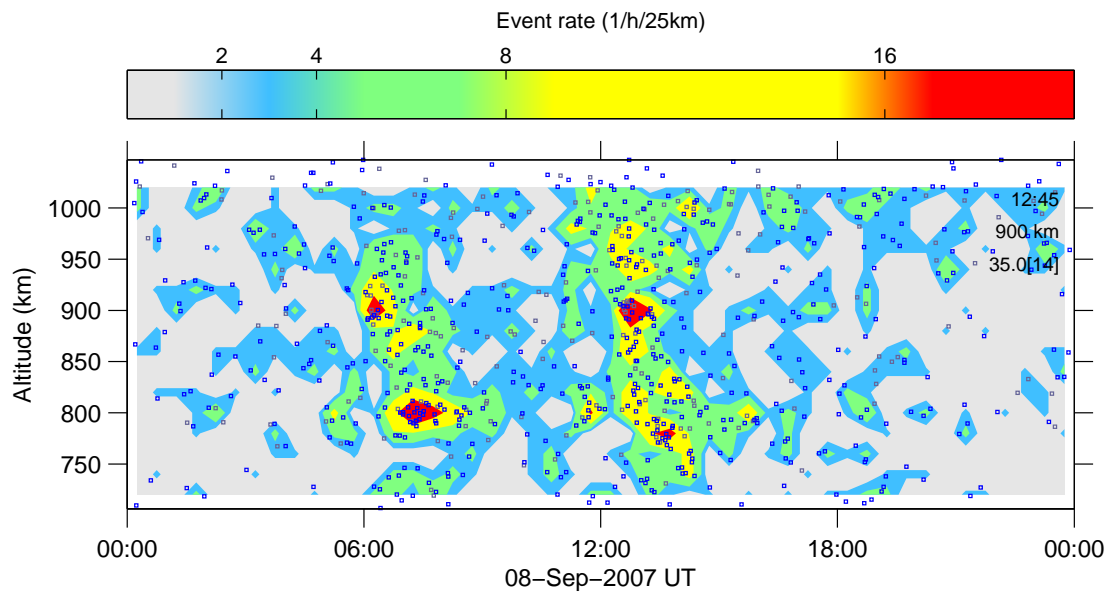 Event rate (1/h/25km)
2 4 8 16
12:45
900 km
35.0[14]
Altitude (km)
1000
950
900
850
800
750
00:00 06:00 12:00 18:00 00:00
08−Sep−2007 UT